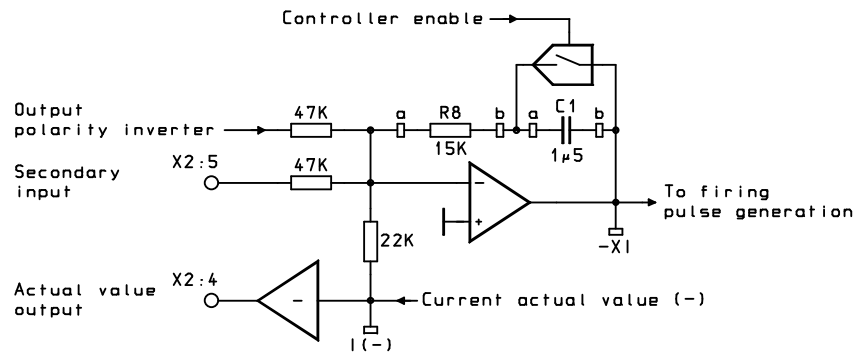 Controller enable
Output
polarity inverter
47K
a
R8
b
a
C1
b
15K
1µ5
Secondary
input
X2:5
47K
-
+
To firing
pulse generation
-XI
22K
Actual value
output
X2:4
-
Current actual value (-)
I(-)